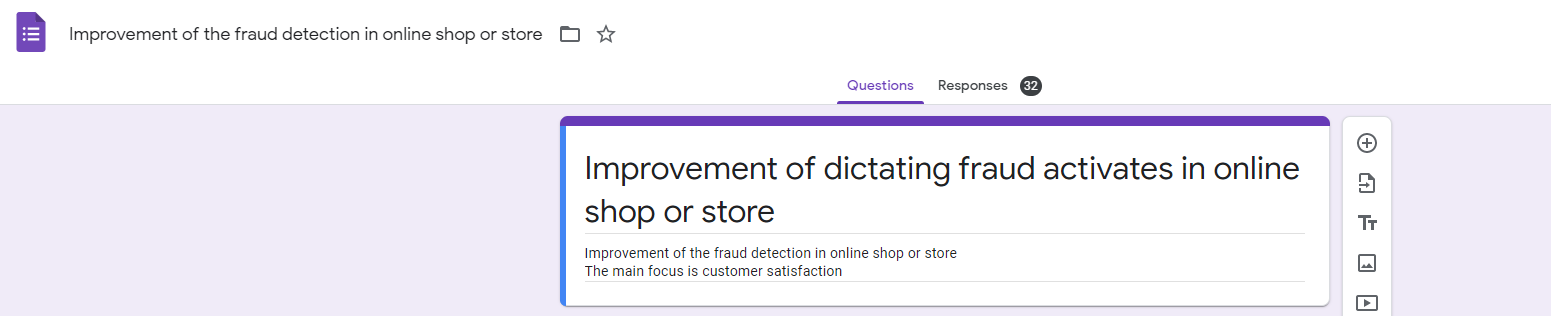 Improvement of the fraud detection in online shop or store
Questions Responses 32
Improvement of dictating fraud activates in online
shop or store
Improvement of the fraud detection in online shop or store
The main focus is customer satisfaction
Tт